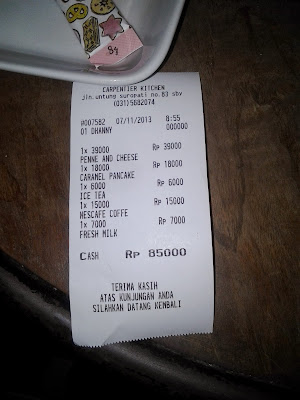 84
CARPENTIER KITCHEN
jln.untung suropati no.83 sby
(031)5682074
#007582 07/11/2013 8:55
01 DHANNY 000000
1x 39000 Rp 39000
PENNE AND CHEESE
1x 18000 Rp 18000
CARAMEL PANCAKE
1x 6000 Rp 6000
ICE TEA
1x 15000 Rp 15000
NESCAFE COFFE
1x 7000 Rp 7000
FRESH MILK
CASH Rp 85000
TERIMA KASIH
ATAS KUNJUNGAN ANDA
SILAHKAN DATANG KEMBALI